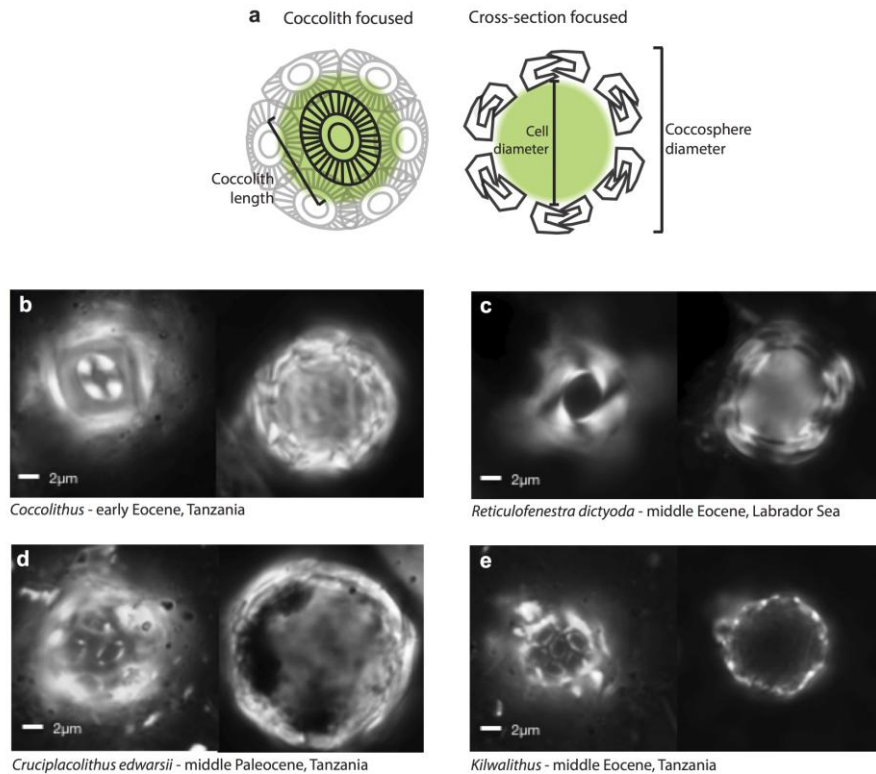 a Coccolith focused
Cross-section focused
Coccolith
length
Cell
diameter
Coccosphere
diameter
b
2μm
Coccolithus - early Eocene, Tanzania
c
2μm
Reticulofenestra dictyoda - middle Eocene, Labrador Sea
d
2μm
Cruciplacolithus edwarsii - middle Paleocene, Tanzania
e
2μm
Kilwalithus - middle Eocene, Tanzania